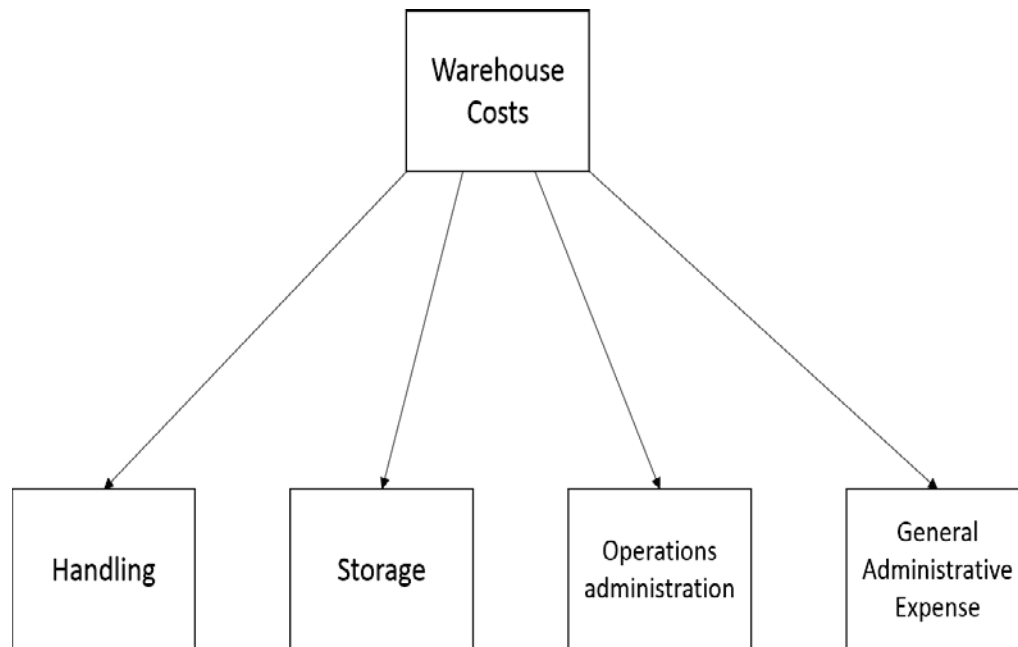 Warehouse
Costs
Handling
Storage
Operations
administration
General
Administrative
Expense